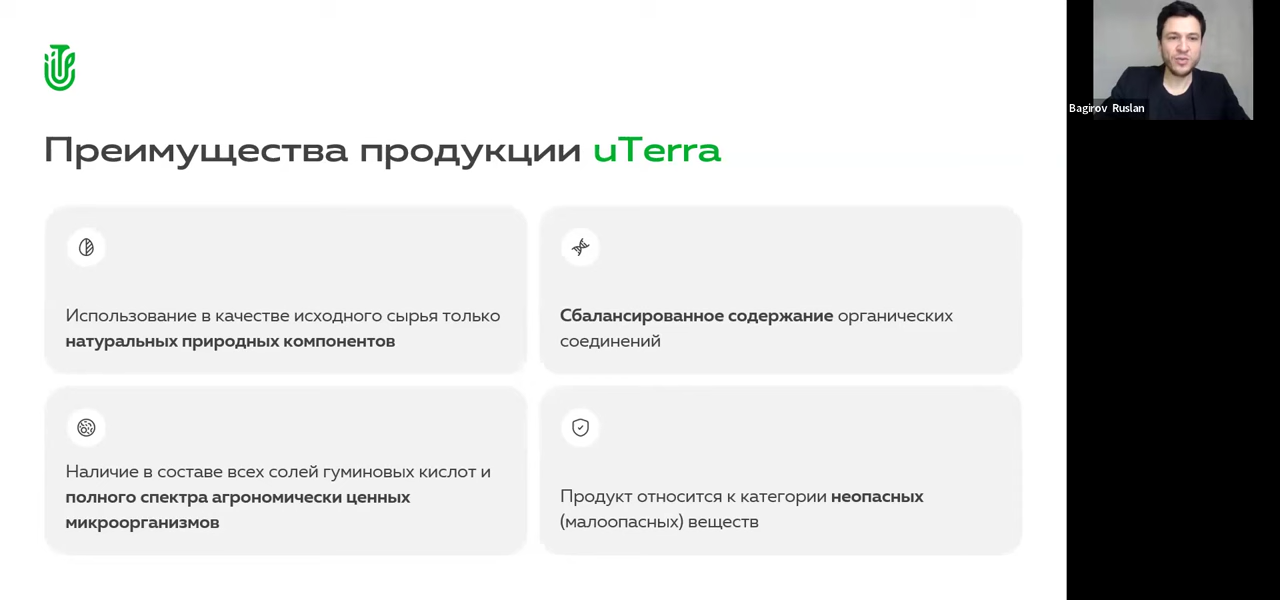 Преимущества продукции uTerra
Использование в качестве исходного сырья только
натуральных природных компонентов
Сбалансированное содержание органических
соединений
Наличие в составе всех солей гуминовых кислот и
полного спектра агрономически ценных
микроорганизмов
Продукт относится к категории неопасных
(малоопасных) веществ
Bagirov Ruslan